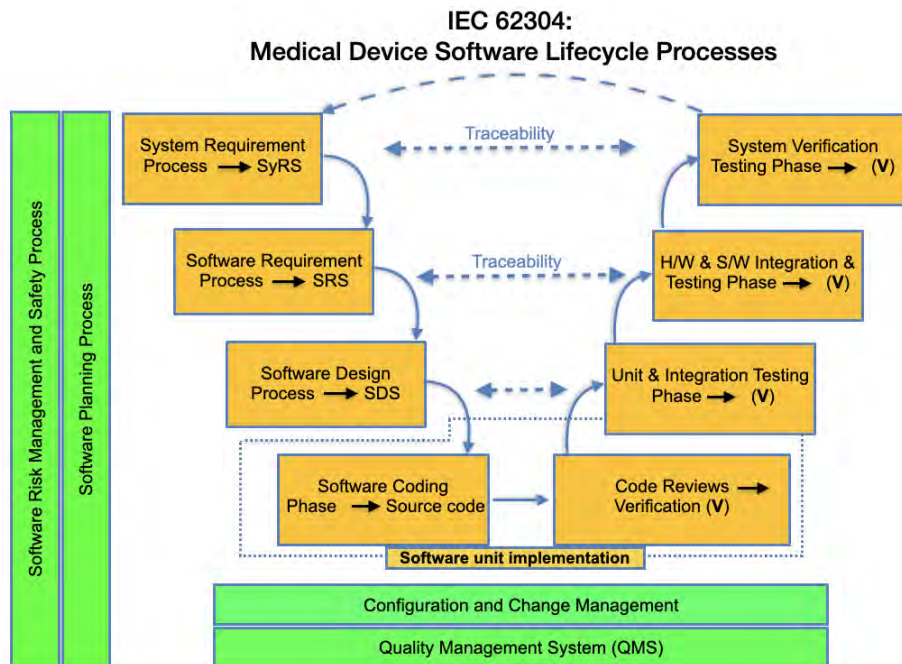 IEC 62304:
Medical Device Software Lifecycle Processes
Software Risk Management and Safety Process
Software Planning Process
System Requirement
Process → SyRS
Traceability
System Verification
Testing Phase → (V)
Software Requirement
Process → SRS
Traceability
H/W & S/W Integration &
Testing Phase → (V)
Software Design
Process → SDS
Unit & Integration Testing
Phase → (V)
Software Coding
Phase → Source code
Code Reviews →
Verification (V)
Software unit implementation
Configuration and Change Management
Quality Management System (QMS)